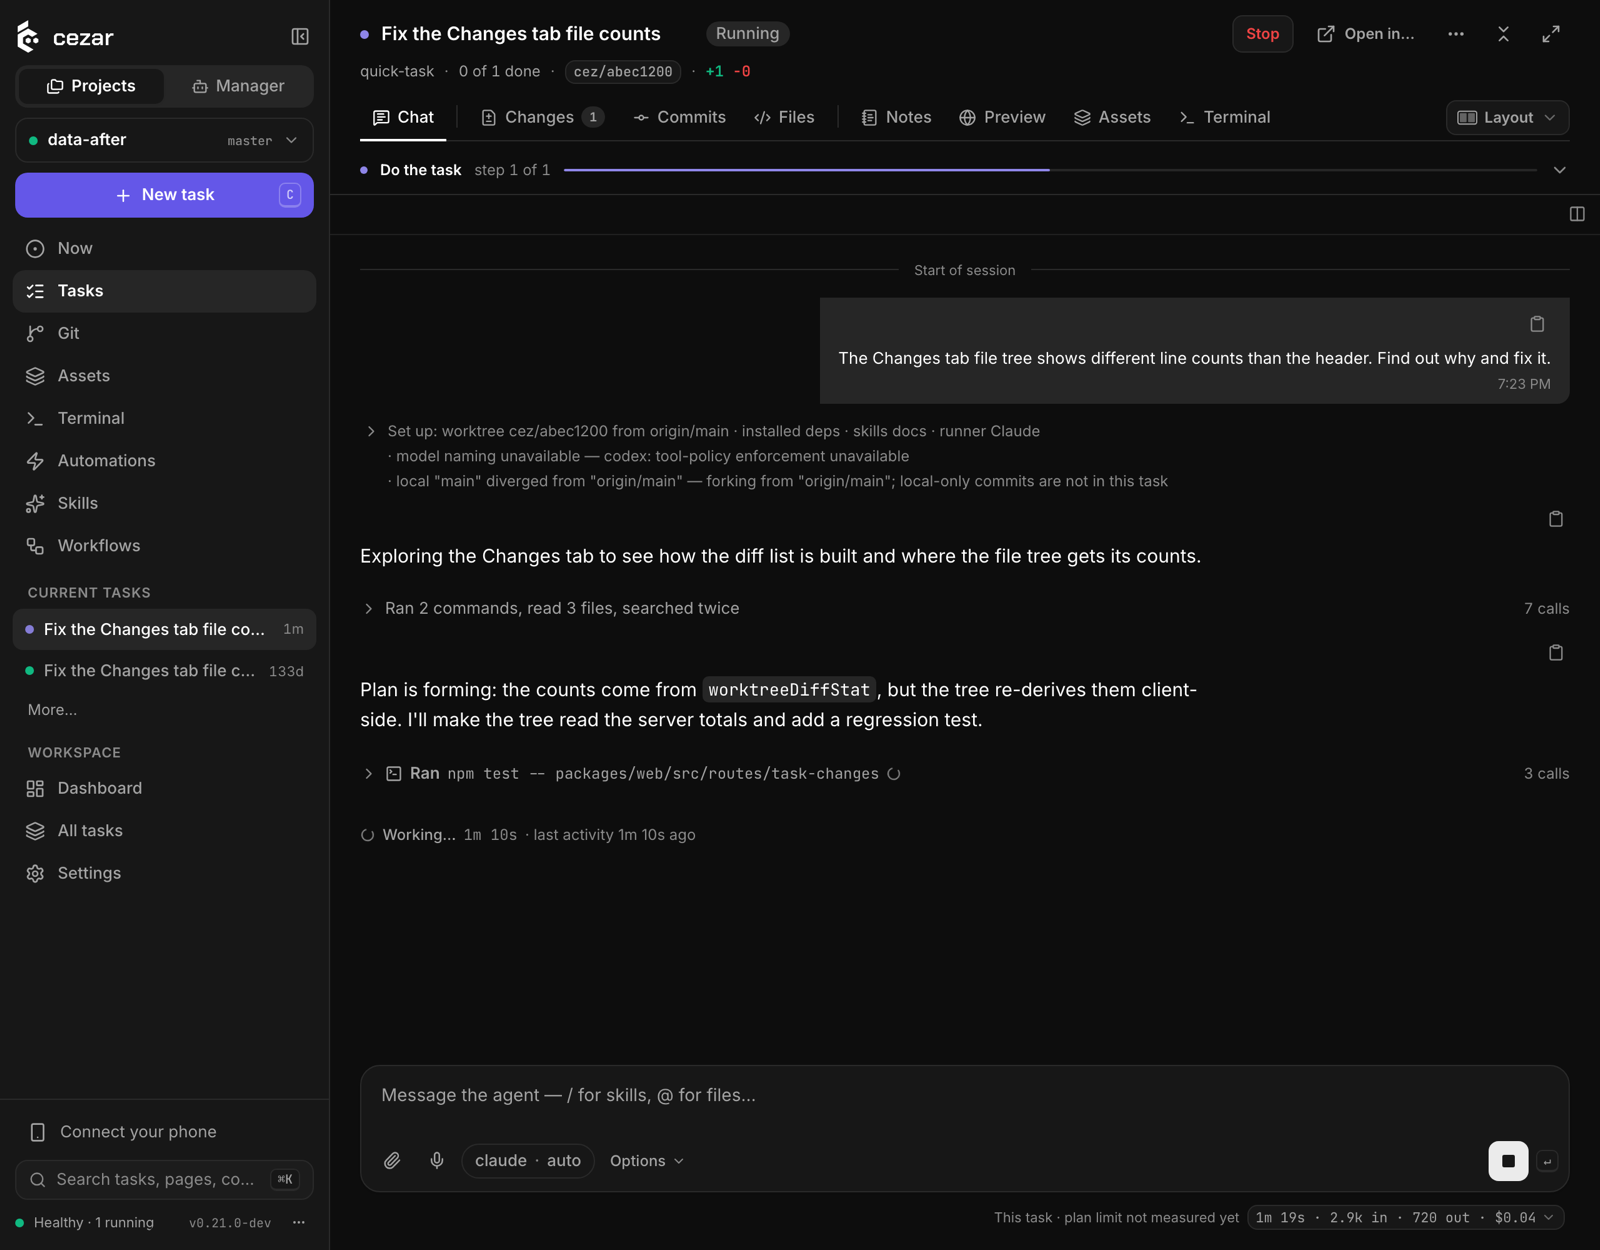 cezar
Projects
Manager
data-after
master
New task
C
Now
Tasks
Git
Assets
Terminal
Automations
Skills
Workflows
CURRENT TASKS
Fix the Changes tab file co... 1m
Fix the Changes tab file c... 133d
More...
WORKSPACE
Dashboard
All tasks
Settings
Connect your phone
Search tasks, pages, co... ⌘K
Healthy · 1 running v0.21.0-dev
Fix the Changes tab file counts Running
Stop Open in...
quick-task · 0 of 1 done · cez/abec1200 · +1 -0
Chat Changes 1 Commits Files Notes Preview Assets Terminal Layout
Do the task step 1 of 1
Start of session
The Changes tab file tree shows different line counts than the header. Find out why and fix it.
7:23 PM
Set up: worktree cez/abec1200 from origin/main · installed deps · skills docs · runner Claude
· model naming unavailable — codex: tool-policy enforcement unavailable
· local "main" diverged from "origin/main" — forking from "origin/main"; local-only commits are not in this task
Exploring the Changes tab to see how the diff list is built and where the file tree gets its counts.
Ran 2 commands, read 3 files, searched twice 7 calls
Plan is forming: the counts come from worktreeDiffStat, but the tree re-derives them client-
side. I'll make the tree read the server totals and add a regression test.
Ran npm test -- packages/web/src/routes/task-changes 3 calls
Working... 1m 10s · last activity 1m 10s ago
Message the agent — / for skills, @ for files...
claude · auto Options
This task · plan limit not measured yet 1m 19s · 2.9k in · 720 out · $0.04